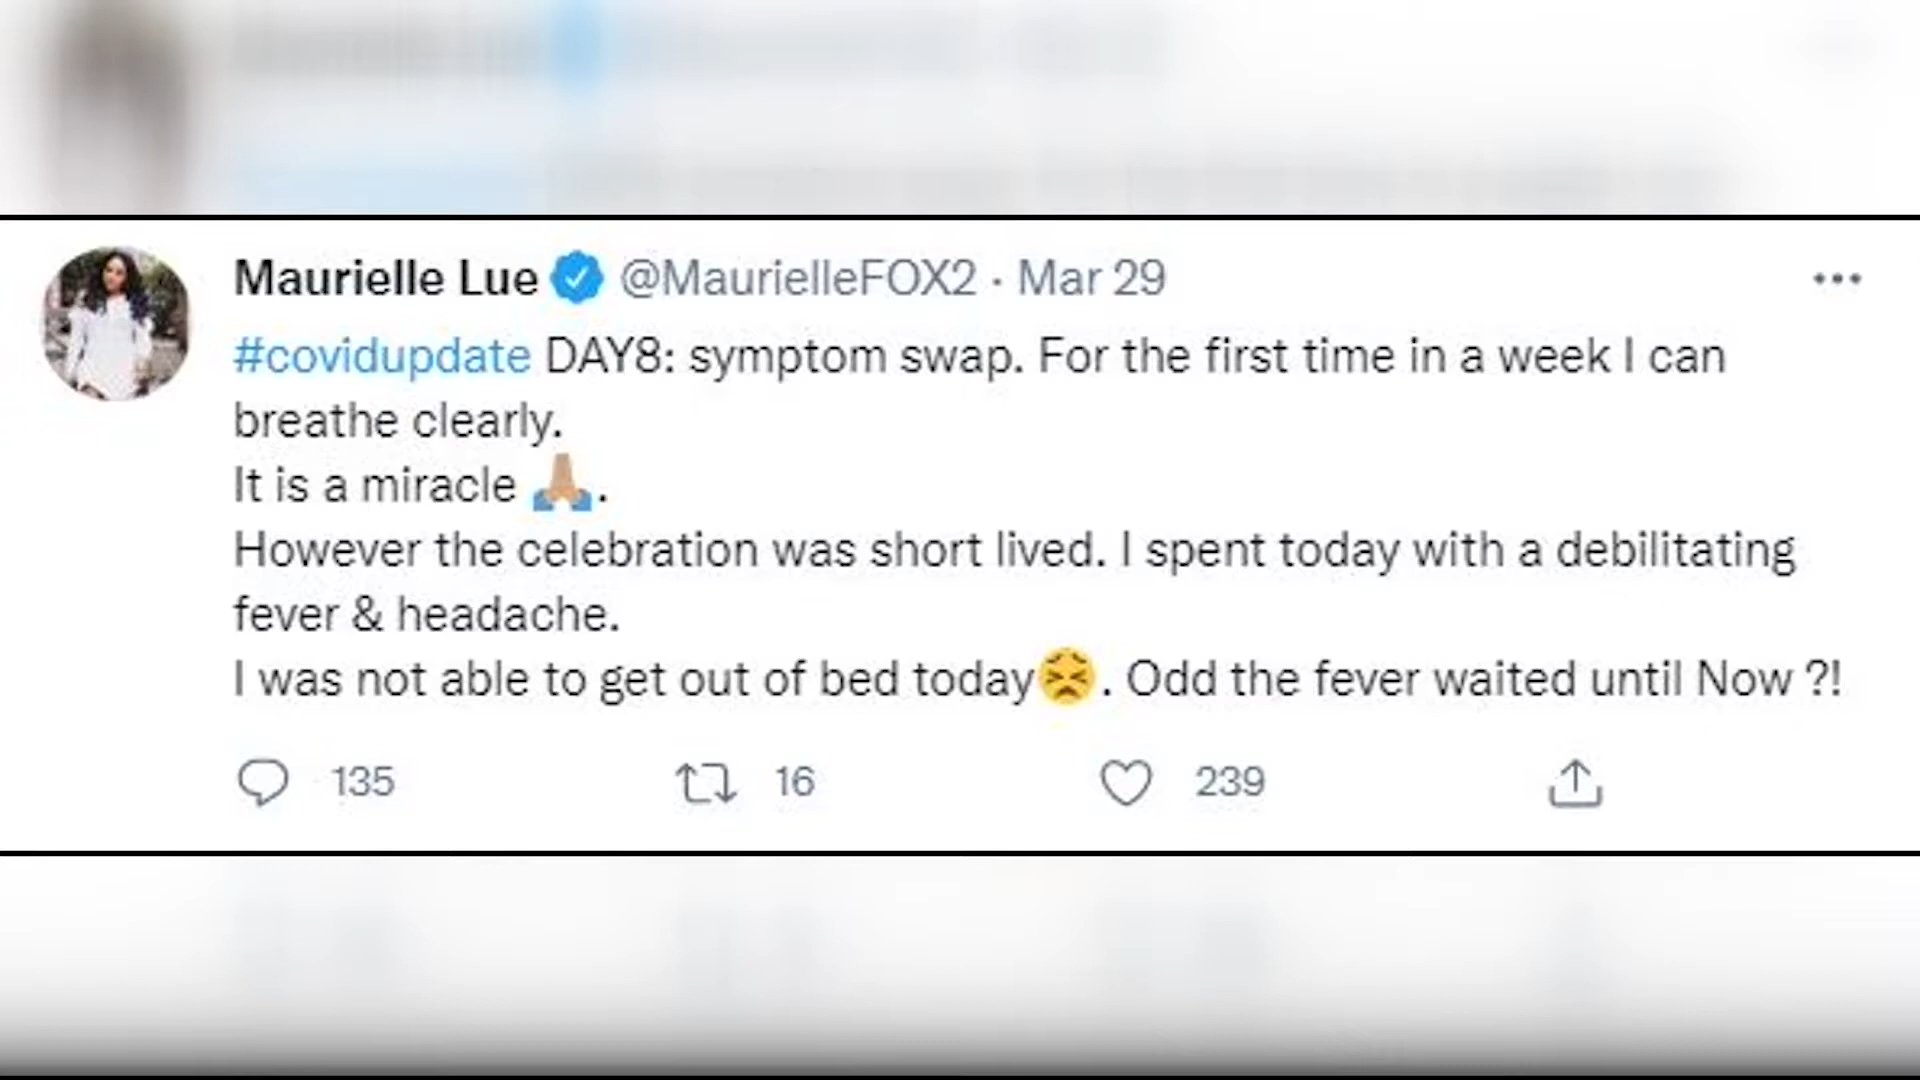 Maurielle Lue @MaurielleFOX2 · Mar 29
#covidupdate DAY8: symptom swap. For the first time in a week I can
breathe clearly.
It is a miracle 🙏🏼.
However the celebration was short lived. I spent today with a debilitating
fever & headache.
I was not able to get out of bed today😣. Odd the fever waited until Now ?!
135 16 239